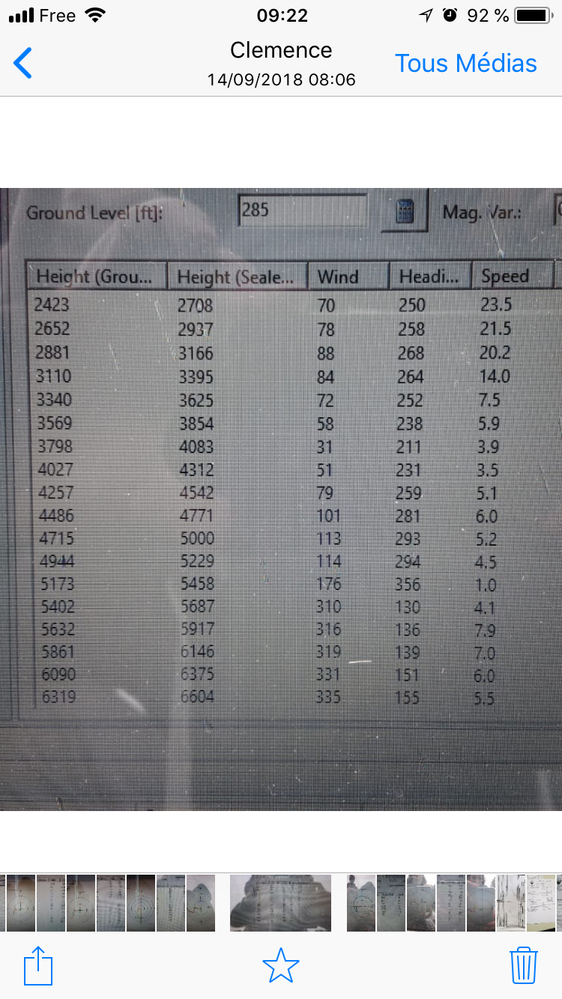 Free 09:22 92 %
Clemence
14/09/2018 08:06
Tous Médias
Ground Level [ft]: 285 Mag. Var.:
Height (Grou... Height (Seale... Wind Headi... Speed
2423 2708 70 250 23.5
2652 2937 78 258 21.5
2881 3166 88 268 20.2
3110 3395 84 264 14.0
3340 3625 72 252 7.5
3569 3854 58 238 5.9
3798 4083 31 211 3.9
4027 4312 51 231 3.5
4257 4542 79 259 5.1
4486 4771 101 281 6.0
4715 5000 113 293 5.2
4944 5229 114 294 4.5
5173 5458 176 356 1.0
5402 5687 310 130 4.1
5632 5917 316 136 7.9
5861 6146 319 139 7.0
6090 6375 331 151 6.0
6319 6604 335 155 5.5